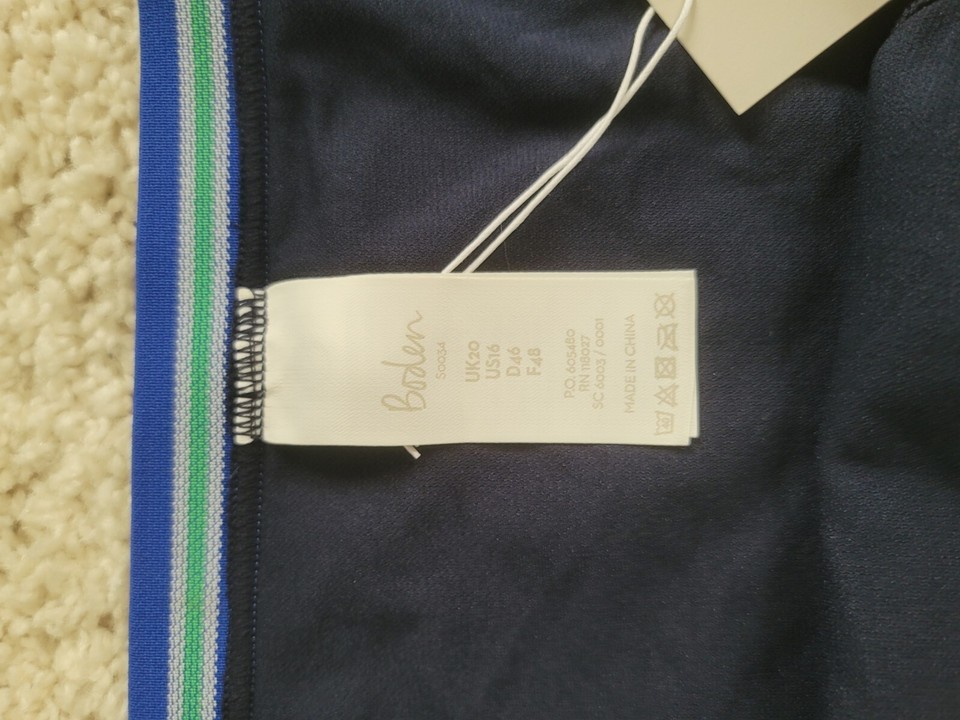 Boden
S0034
UK20
US16
D46
F48
P.O. 605480
RN 118027
SC 6003 / 0001
MADE IN CHINA